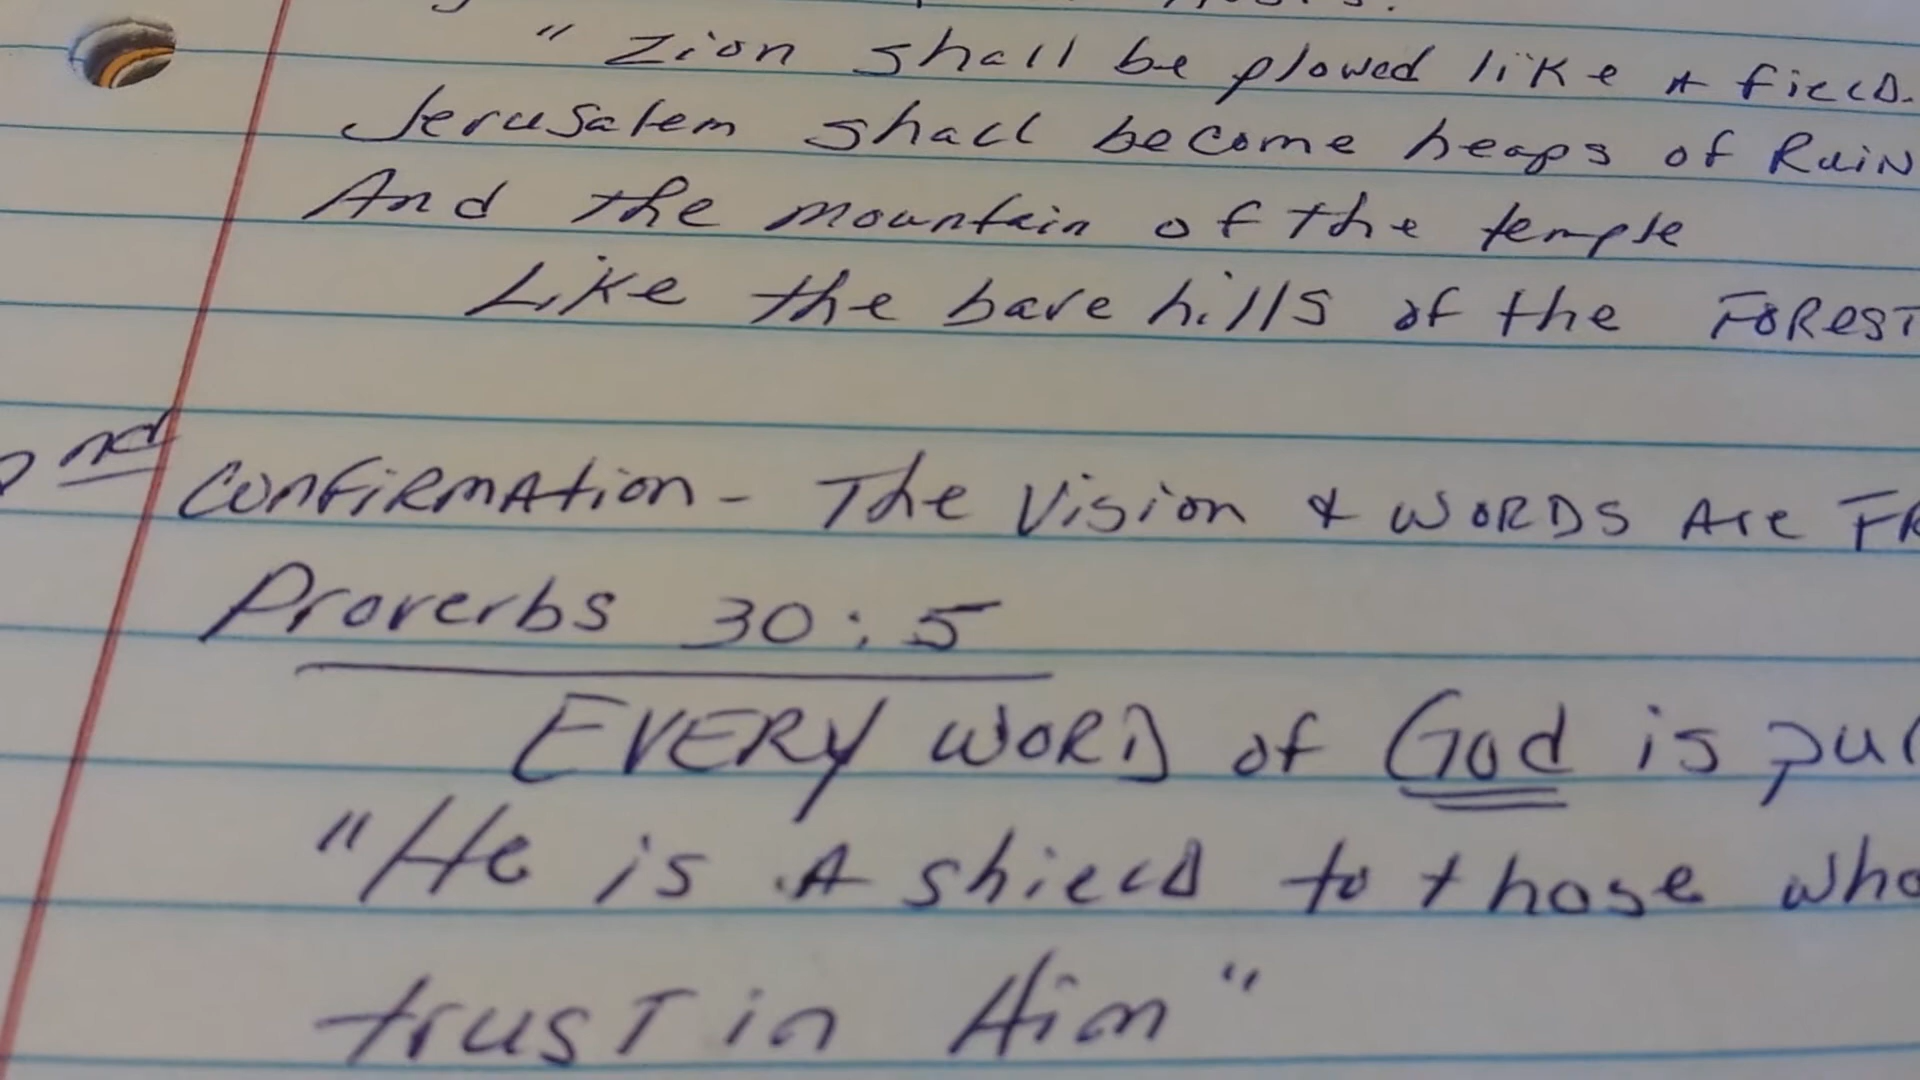 " Zion shall be plowed like A field.
Jerusalem shall become heaps of Ruin
And the mountain of the temple
Like the bare hills of the FOREST
2nd CONFIRMAtion - The Vision & WORDS Are
Proverbs 30:5
EVERY WORD of God is
"He is A shield to those who
trust in Him"